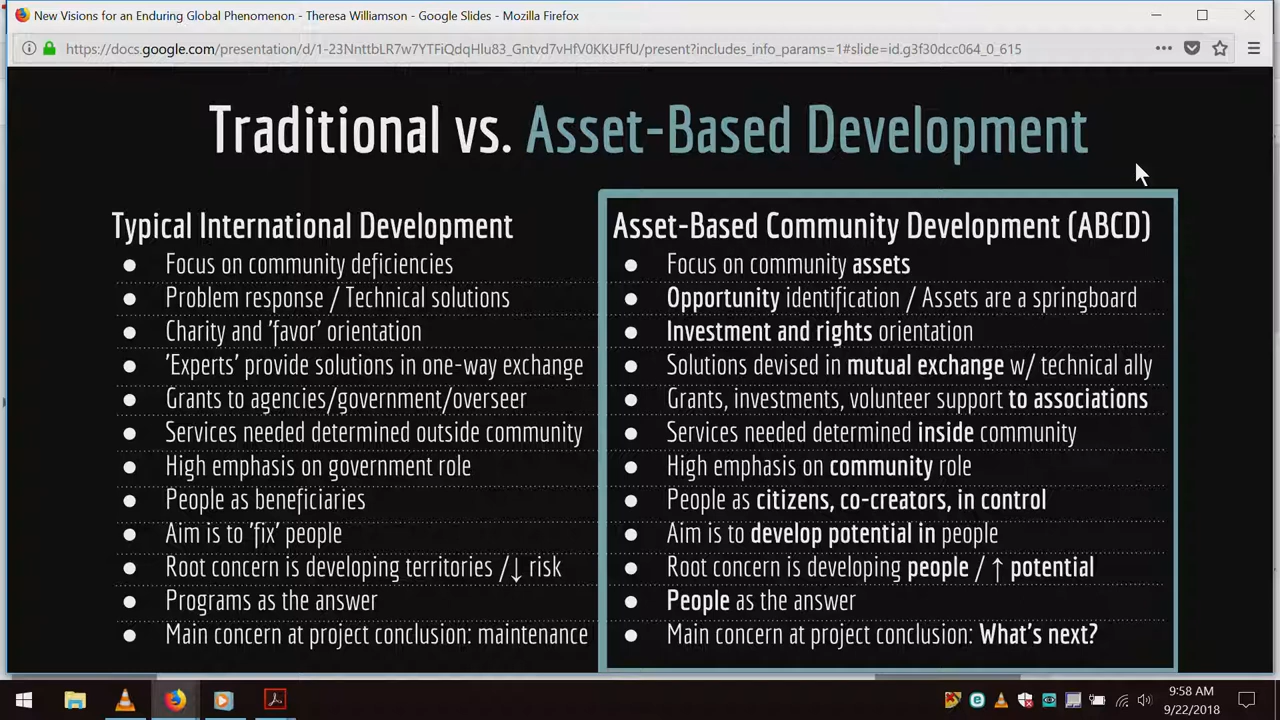 New Visions for an Enduring Global Phenomenon - Theresa Williamson - Google Slides - Mozilla Firefox
https://docs.google.com/presentation/d/1-23NnttbLR7w7YTFiQdqHlu83_Gntvd7vHfV0KKUFfU/present?includes_info_params=1#slide=id.g3f30dcc064_0_615
Traditional vs. Asset-Based Development
Typical International Development
● Focus on community deficiencies
● Problem response / Technical solutions
● Charity and 'favor' orientation
● 'Experts' provide solutions in one-way exchange
● Grants to agencies/government/overseer
● Services needed determined outside community
● High emphasis on government role
● People as beneficiaries
● Aim is to 'fix' people
● Root concern is developing territories /↓ risk
● Programs as the answer
● Main concern at project conclusion: maintenance
Asset-Based Community Development (ABCD)
● Focus on community assets
● Opportunity identification / Assets are a springboard
● Investment and rights orientation
● Solutions devised in mutual exchange w/ technical ally
● Grants, investments, volunteer support to associations
● Services needed determined inside community
● High emphasis on community role
● People as citizens, co-creators, in control
● Aim is to develop potential in people
● Root concern is developing people / ↑ potential
● People as the answer
● Main concern at project conclusion: What's next?
9:58 AM
9/22/2018